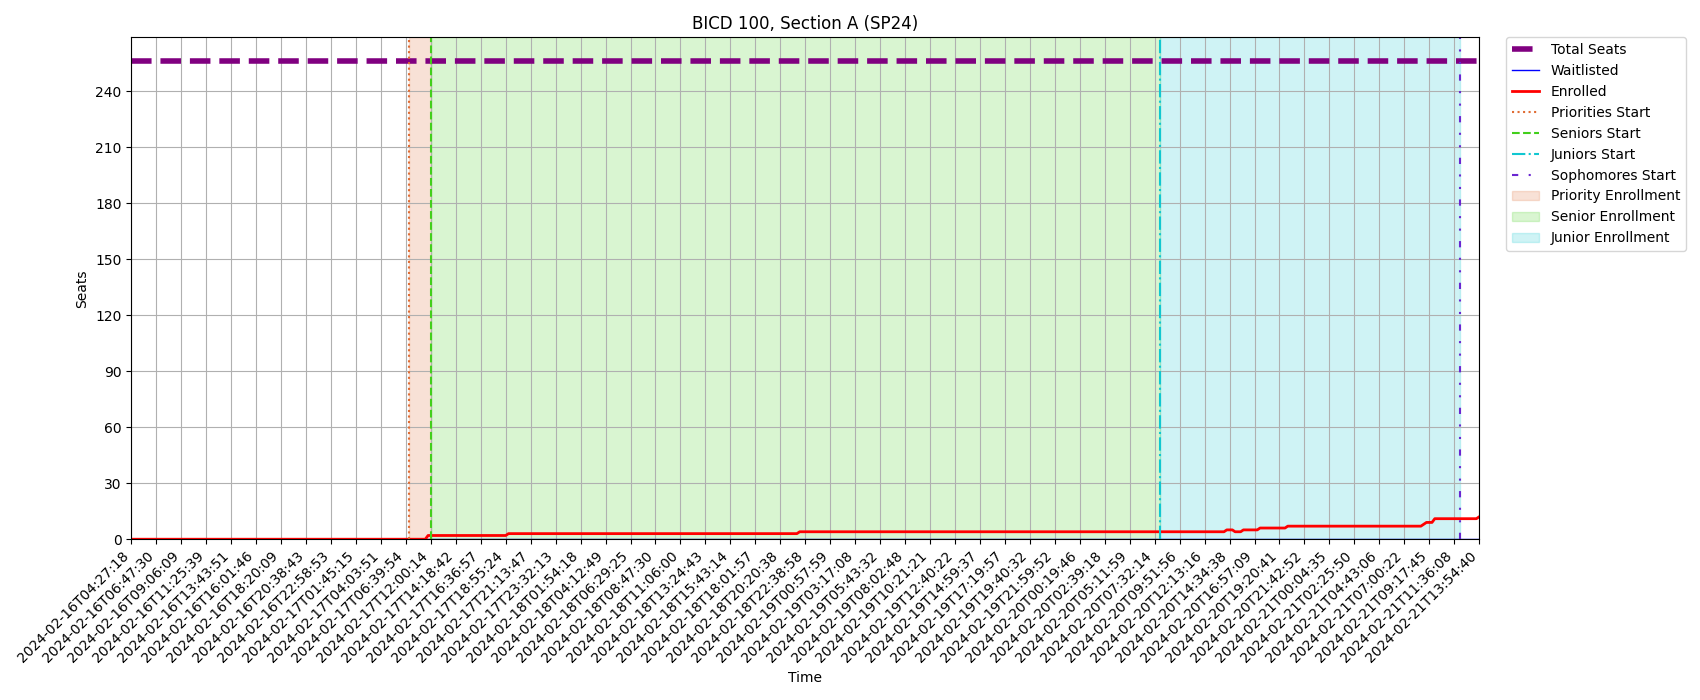 BICD 100, Section A (SP24)
Total Seats
Waitlisted
Enrolled
Priorities Start
Seniors Start
Juniors Start
Sophomores Start
Priority Enrollment
Senior Enrollment
Junior Enrollment
Seats
240
210
180
150
120
90
60
30
0
2024-02-16T04:27:18
2024-02-16T06:47:30
2024-02-16T09:06:09
2024-02-16T11:25:39
2024-02-16T13:43:51
2024-02-16T16:01:46
2024-02-16T18:20:09
2024-02-16T20:38:43
2024-02-16T22:58:53
2024-02-17T01:45:15
2024-02-17T04:03:51
2024-02-17T06:39:54
2024-02-17T12:00:14
2024-02-17T14:18:42
2024-02-17T16:36:57
2024-02-17T18:55:24
2024-02-17T21:13:47
2024-02-17T23:32:13
2024-02-18T01:54:18
2024-02-18T04:12:49
2024-02-18T06:29:25
2024-02-18T08:47:30
2024-02-18T11:06:00
2024-02-18T13:24:43
2024-02-18T15:43:14
2024-02-18T18:01:57
2024-02-18T20:20:38
2024-02-18T22:38:58
2024-02-19T00:57:59
2024-02-19T03:17:08
2024-02-19T05:43:32
2024-02-19T08:02:48
2024-02-19T10:21:21
2024-02-19T12:40:22
2024-02-19T14:59:37
2024-02-19T17:19:57
2024-02-19T19:40:32
2024-02-19T21:59:52
2024-02-20T00:19:46
2024-02-20T02:39:18
2024-02-20T05:11:59
2024-02-20T07:32:14
2024-02-20T09:51:56
2024-02-20T12:13:16
2024-02-20T14:34:38
2024-02-20T16:57:09
2024-02-20T19:20:41
2024-02-20T21:42:52
2024-02-21T00:04:35
2024-02-21T02:25:50
2024-02-21T04:43:06
2024-02-21T07:00:22
2024-02-21T09:17:45
2024-02-21T11:36:08
2024-02-21T13:54:40
Time